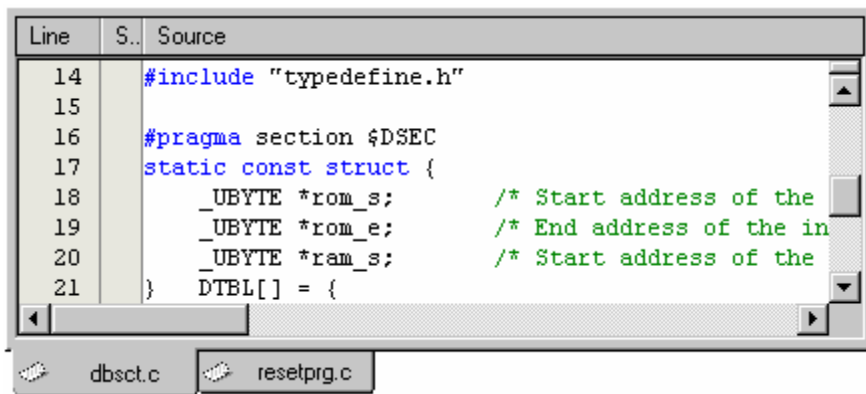 Line S.. Source
14 #include "typedefine.h"
15
16 #pragma section $DSEC
17 static const struct {
18 _UBYTE *rom_s; /* Start address of the
19 _UBYTE *rom_e; /* End address of the in
20 _UBYTE *ram_s; /* Start address of the
21 } DTBL[] = {
dbsct.c resetprg.c